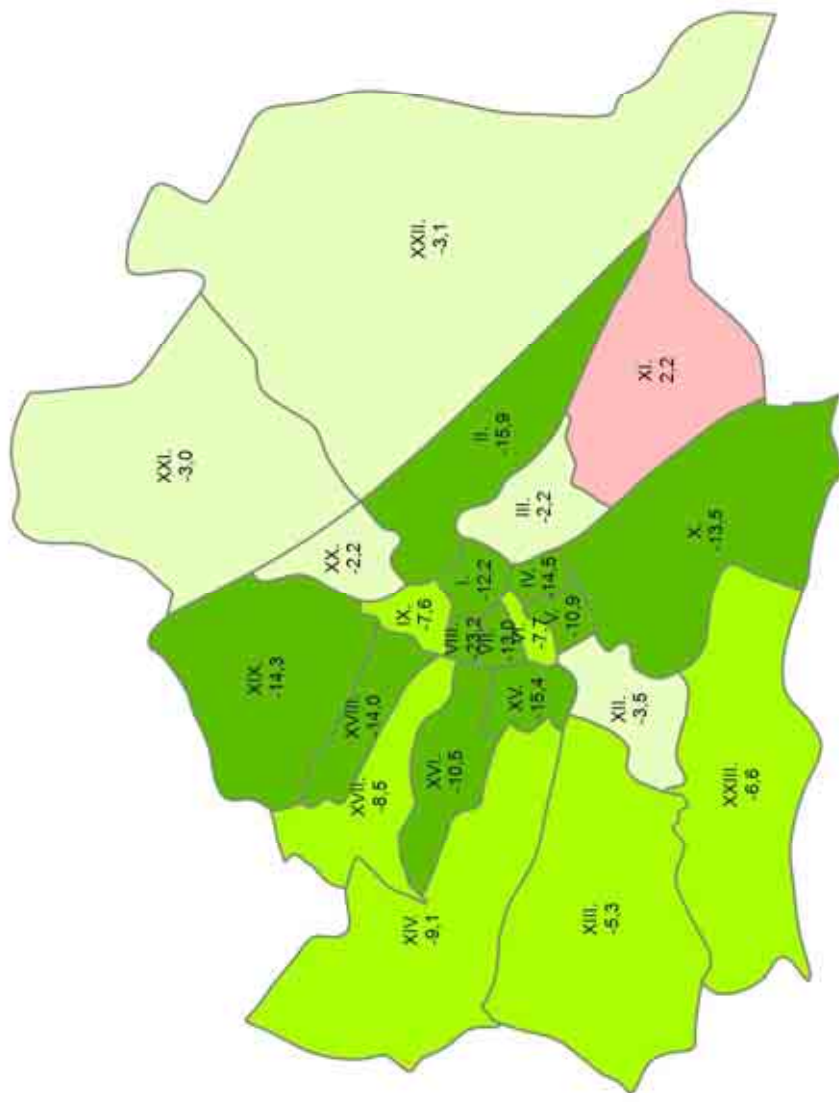 XXII.
-3,1
XXI.
-3,0
XI.
2,2
II.
-15,9
XX.
-2,2
III.
-2,2
XIX.
-14,3
IX.
-7,6
I.
-12,2
IV.
-14,5
X.
-13,5
XVIII.
-14,0
VIII.
-23,2
VII.
-13,0
VI.
-7,7
V.
-10,9
XVII.
-8,5
XVI.
-10,5
XV.
-15,4
XII.
-3,5
XXIII.
-6,6
XIV.
-9,1
XIII.
-5,3